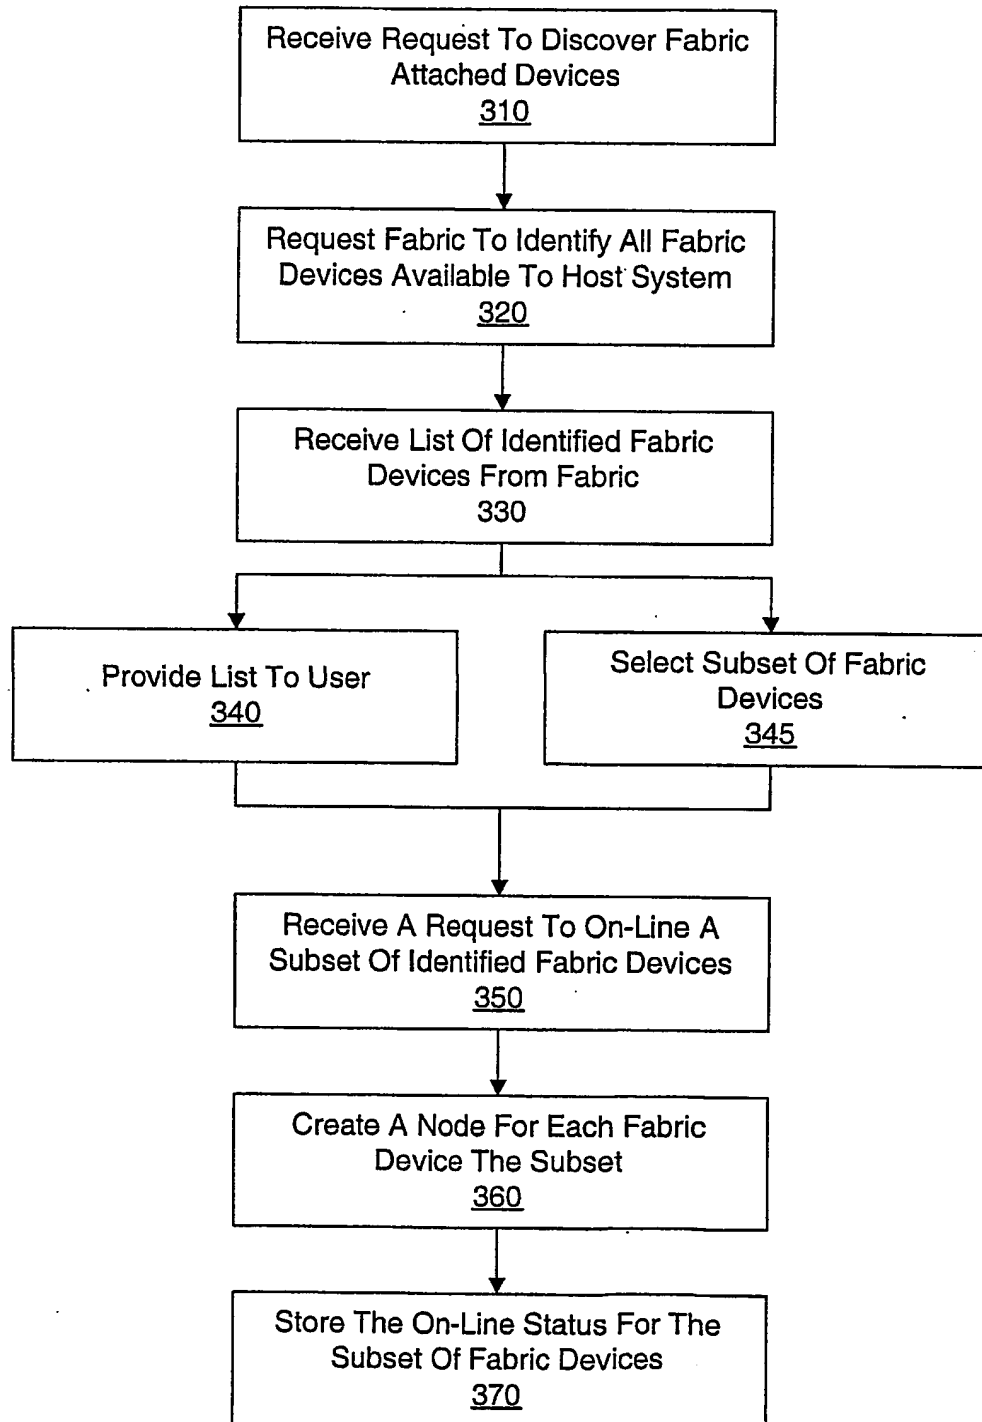 Receive Request To Discover Fabric
Attached Devices
310
Request Fabric To Identify All Fabric
Devices Available To Host System
320
Receive List Of Identified Fabric
Devices From Fabric
330
Provide List To User
340
Select Subset Of Fabric
Devices
345
Receive A Request To On-Line A
Subset Of Identified Fabric Devices
350
Create A Node For Each Fabric
Device The Subset
360
Store The On-Line Status For The
Subset Of Fabric Devices
370